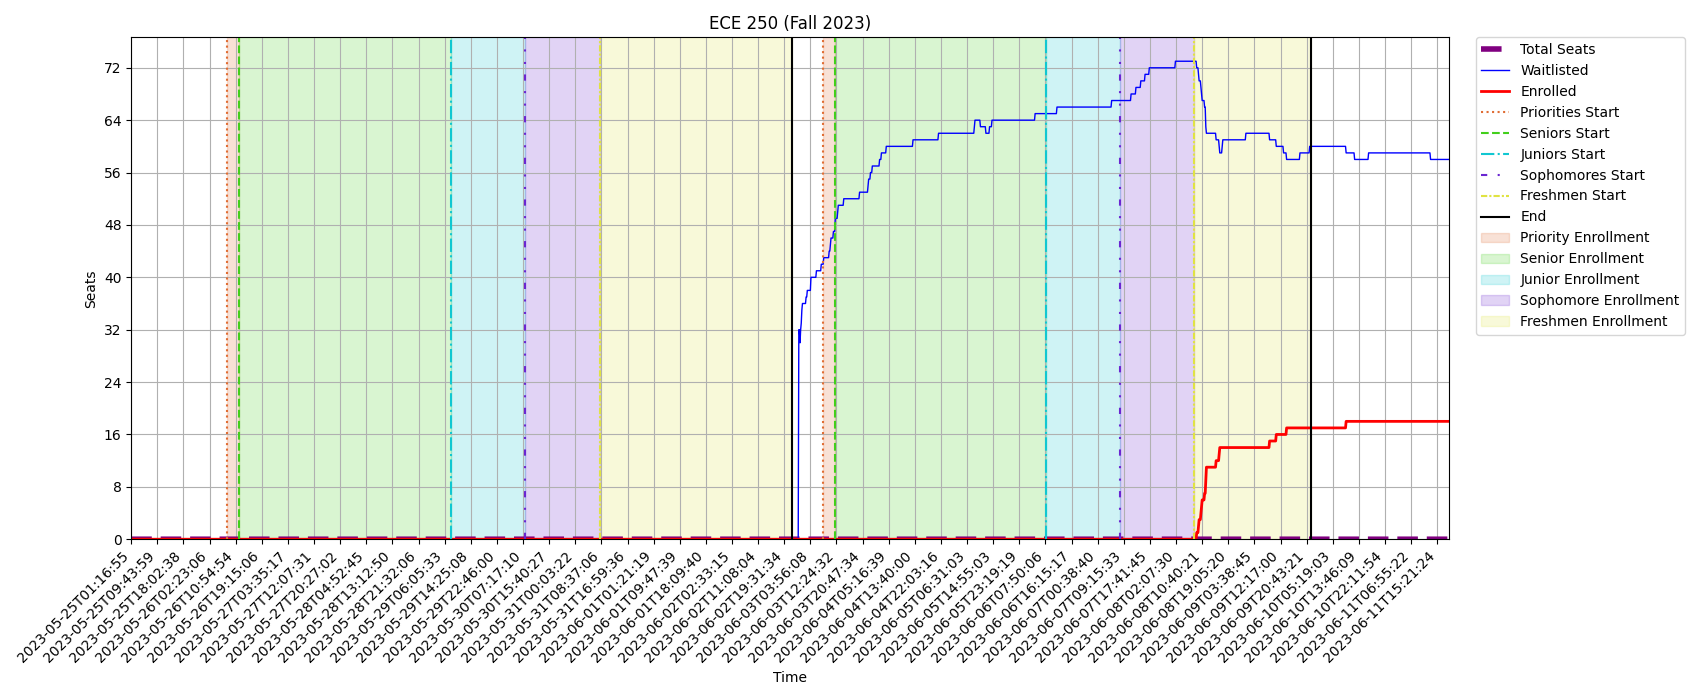 ECE 250 (Fall 2023)
Seats
72
64
56
48
40
32
24
16
8
0
2023-05-25T01:16:55
2023-05-25T09:43:59
2023-05-25T18:02:38
2023-05-26T02:23:06
2023-05-26T10:54:54
2023-05-26T19:15:06
2023-05-27T03:35:17
2023-05-27T12:07:31
2023-05-27T20:27:02
2023-05-28T04:52:45
2023-05-28T13:12:50
2023-05-28T21:32:06
2023-05-29T06:05:33
2023-05-29T14:25:08
2023-05-29T22:46:00
2023-05-30T07:17:10
2023-05-30T15:40:27
2023-05-31T00:03:22
2023-05-31T08:37:06
2023-05-31T16:59:36
2023-06-01T01:21:19
2023-06-01T09:47:39
2023-06-01T18:09:40
2023-06-02T02:33:15
2023-06-02T11:08:04
2023-06-02T19:31:34
2023-06-03T03:56:08
2023-06-03T12:24:32
2023-06-03T20:47:34
2023-06-04T05:16:39
2023-06-04T13:40:00
2023-06-04T22:03:16
2023-06-05T06:31:03
2023-06-05T14:55:03
2023-06-05T23:19:19
2023-06-06T07:50:06
2023-06-06T16:15:17
2023-06-07T00:38:40
2023-06-07T09:15:33
2023-06-07T17:41:45
2023-06-08T02:07:30
2023-06-08T10:40:21
2023-06-08T19:05:20
2023-06-09T03:38:45
2023-06-09T12:17:00
2023-06-09T20:43:21
2023-06-10T05:19:03
2023-06-10T13:46:09
2023-06-10T22:11:54
2023-06-11T06:55:22
2023-06-11T15:21:24
Time
Total Seats
Waitlisted
Enrolled
Priorities Start
Seniors Start
Juniors Start
Sophomores Start
Freshmen Start
End
Priority Enrollment
Senior Enrollment
Junior Enrollment
Sophomore Enrollment
Freshmen Enrollment